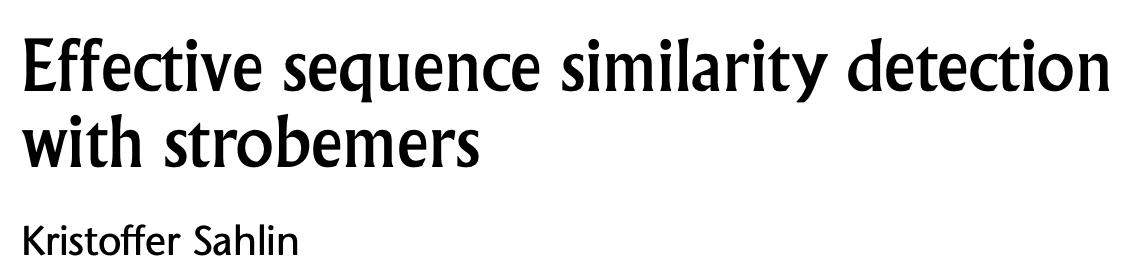 Effective sequence similarity detection
with strobemers
Kristoffer Sahlin